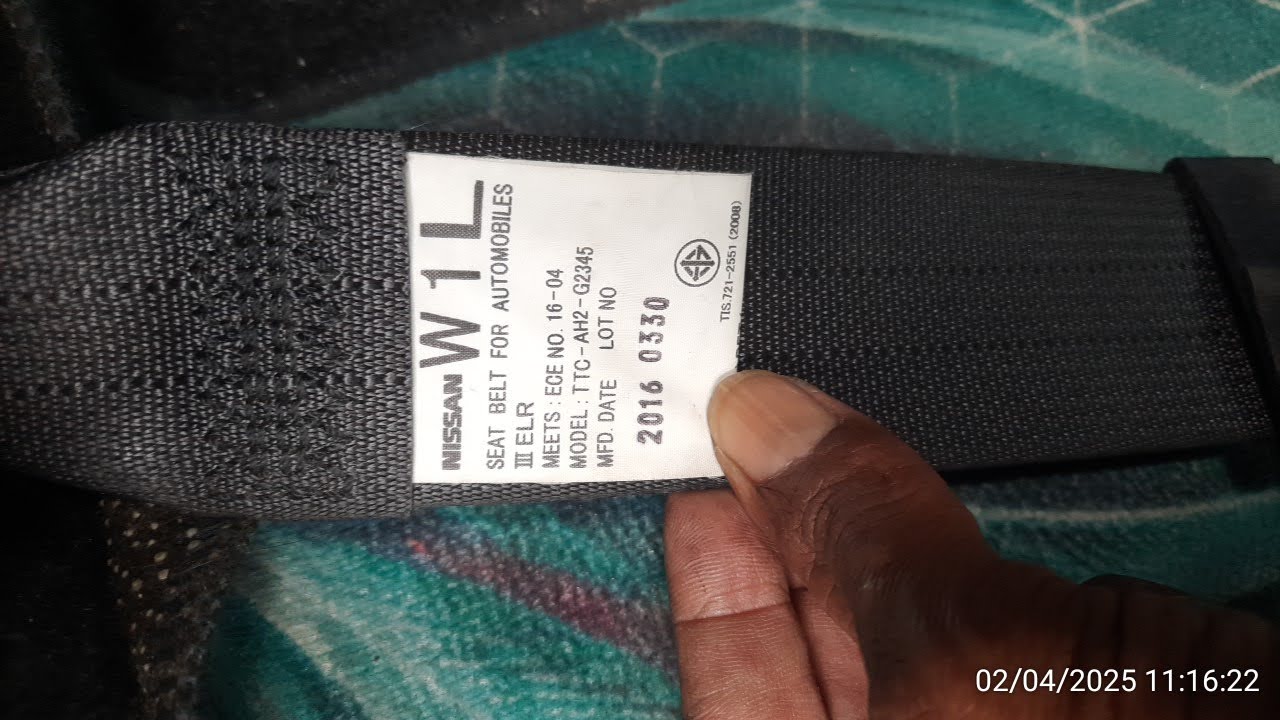 NISSAN W1L
SEAT BELT FOR AUTOMOBILES
Ⅲ ELR
MEETS : ECE NO. 16-04
MODEL : TTC-AH2-G2345
MFD. DATE LOT NO
2016 0330
TIS.721-2551 (2008)
02/04/2025 11:16:22